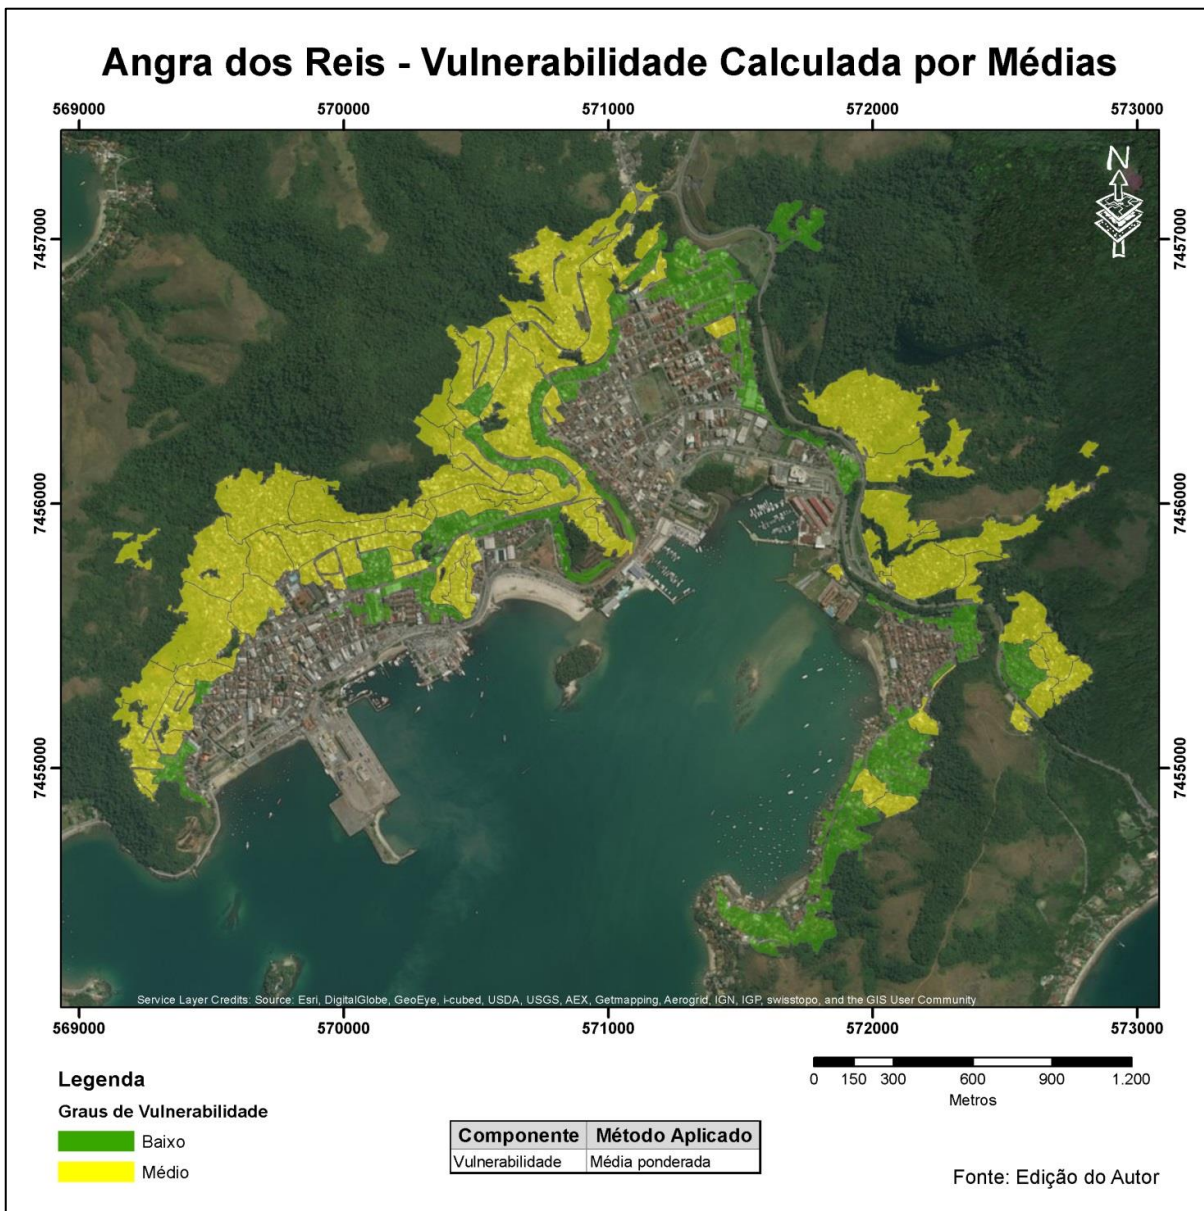 Angra dos Reis - Vulnerabilidade Calculada por Médias
569000 570000 571000 572000 573000
N
7457000 7457000
7456000 7456000
7455000 7455000
Service Layer Credits: Source: Esri, DigitalGlobe, GeoEye, i-cubed, USDA, USGS, AEX, Getmapping, Aerogrid, IGN, IGP, swisstopo, and the GIS User Community
569000 570000 571000 572000 573000
Legenda
Graus de Vulnerabilidade
Baixo
Médio
Componente Método Aplicado
Vulnerabilidade Média ponderada
0 150 300 600 900 1.200
Metros
Fonte: Edição do Autor